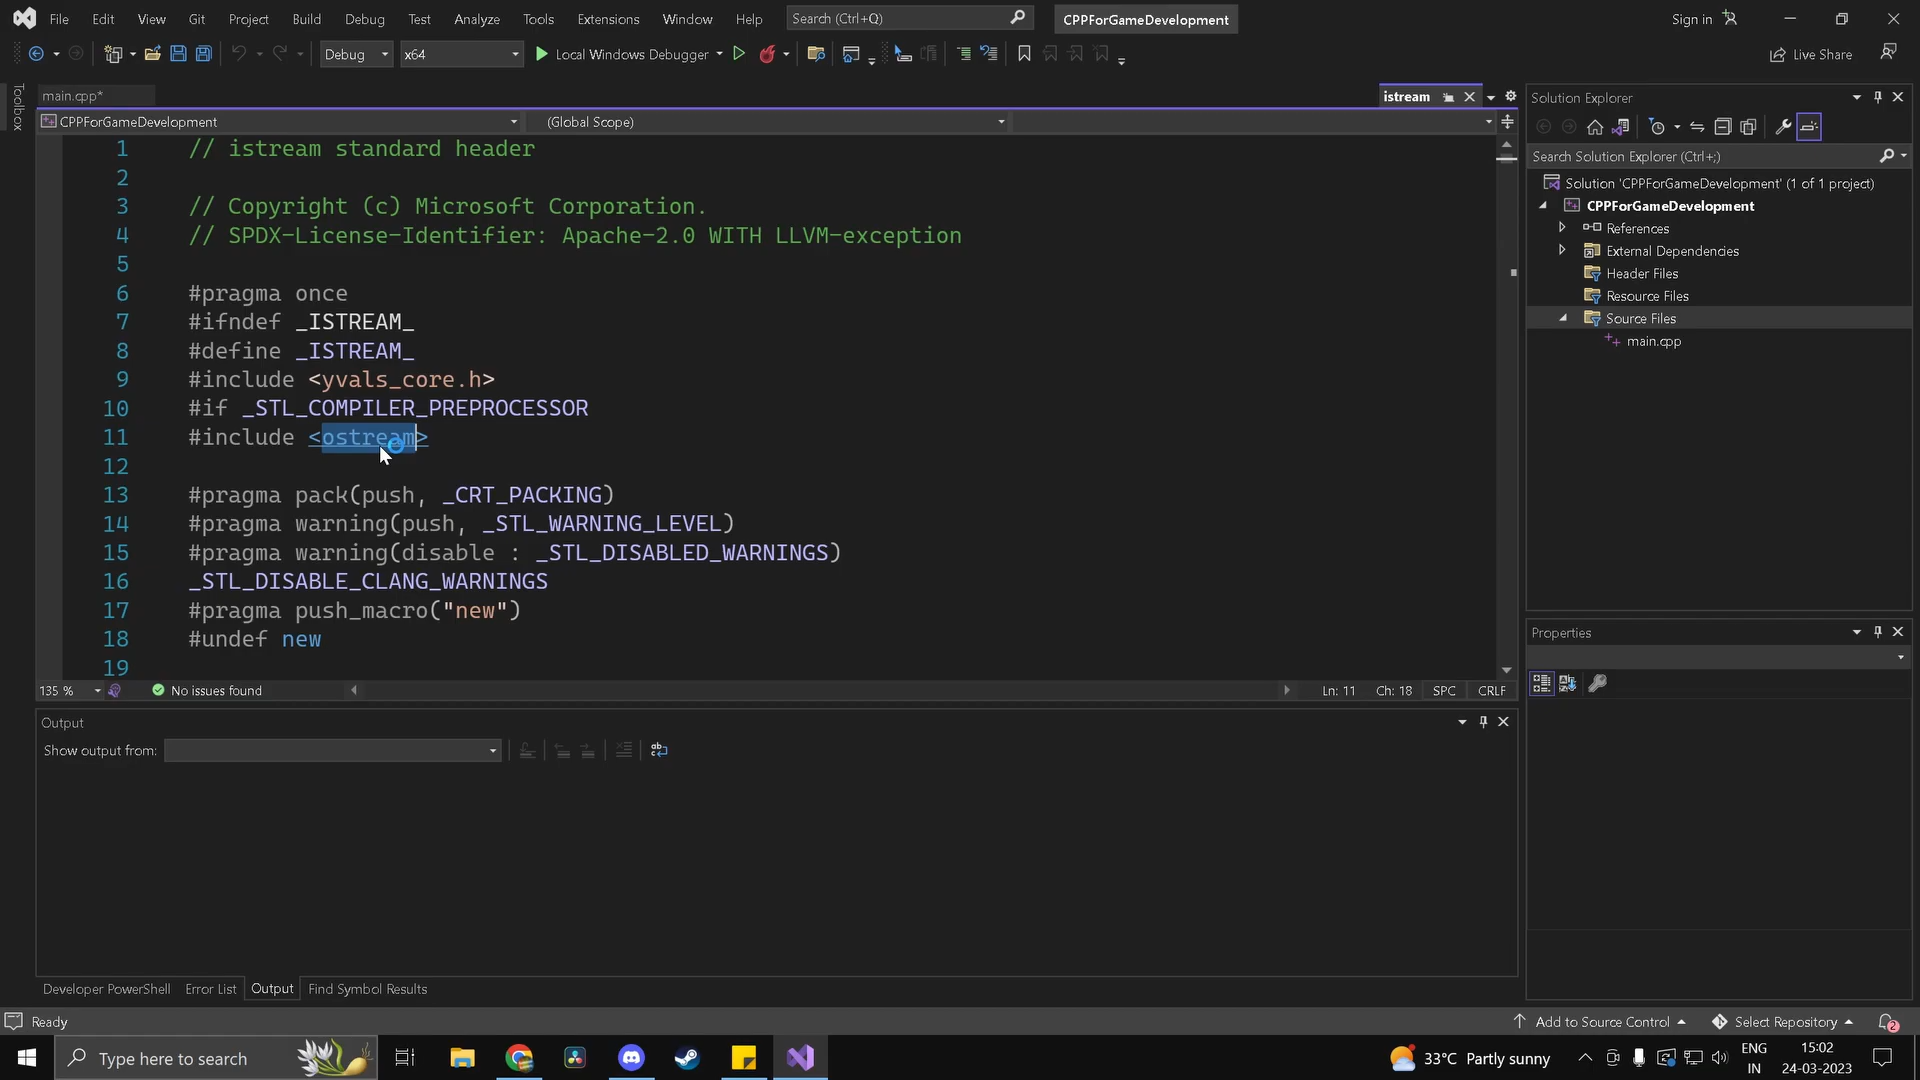 File Edit View Git Project Build Debug Test Analyze Tools Extensions Window Help Search (Ctrl+Q) CPPForGameDevelopment Sign in
Debug x64 Local Windows Debugger Live Share
Toolbox
main.cpp* istream
CPPForGameDevelopment (Global Scope)
1 // istream standard header
2
3 // Copyright (c) Microsoft Corporation.
4 // SPDX-License-Identifier: Apache-2.0 WITH LLVM-exception
5
6 #pragma once
7 #ifndef _ISTREAM_
8 #define _ISTREAM_
9 #include <yvals_core.h>
10 #if _STL_COMPILER_PREPROCESSOR
11 #include <ostream>
12
13 #pragma pack(push, _CRT_PACKING)
14 #pragma warning(push, _STL_WARNING_LEVEL)
15 #pragma warning(disable : _STL_DISABLED_WARNINGS)
16 _STL_DISABLE_CLANG_WARNINGS
17 #pragma push_macro("new")
18 #undef new
19
135 % No issues found Ln: 11 Ch: 18 SPC CRLF
Output
Show output from:
Developer PowerShell Error List Output Find Symbol Results
Solution Explorer
Search Solution Explorer (Ctrl+;)
Solution 'CPPForGameDevelopment' (1 of 1 project)
CPPForGameDevelopment
References
External Dependencies
Header Files
Resource Files
Source Files
main.cpp
Properties
Ready Add to Source Control Select Repository 2
Type here to search 33°C Partly sunny ENG IN 15:02 24-03-2023